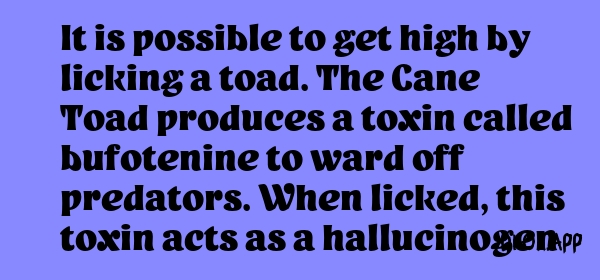 It is possible to get high by
licking a toad. The Cane
Toad produces a toxin called
bufotenine to ward off
predators. When licked, this
toxin acts as a hallucinogen.